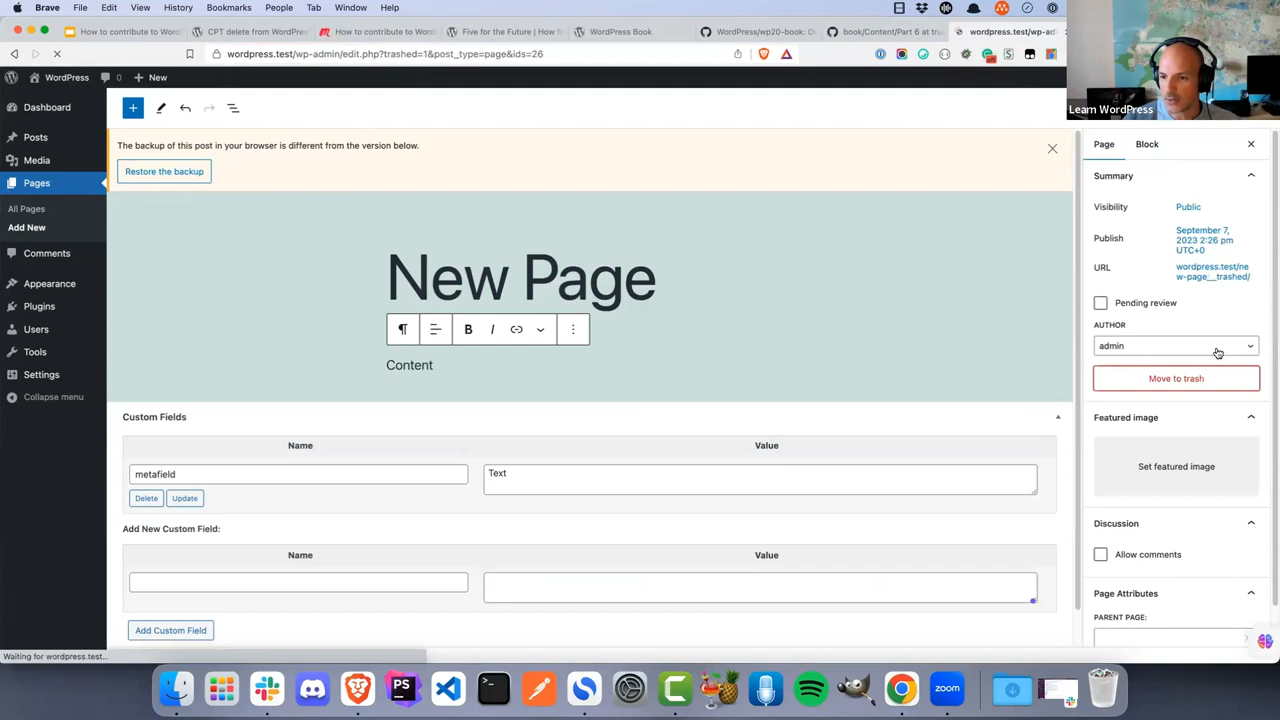 Brave File Edit View History Bookmarks People Tab Window Help
How to contribute to Word
CPT delete from WordPres
How to contribute to Word
Five for the Future | How t
WordPress Book
WordPress/wp20-book: O
book/Content/Part 6 at tru
wordpress.test/wp-adm
wordpress.test/wp-admin/edit.php?trashed=1&post_type=page&ids=26
WordPress 0 + New
Learn WordPress
Dashboard
Posts
Media
Pages
All Pages
Add New
Comments
Appearance
Plugins
Users
Tools
Settings
Collapse menu
The backup of this post in your browser is different from the version below.
Restore the backup
New Page
B I
Content
Custom Fields
Name Value
metafield Text
Delete Update
Add New Custom Field:
Name Value
Add Custom Field
Page Block
Summary
Visibility Public
Publish September 7,
2023 2:26 pm
UTC+0
URL wordpress.test/ne
w-page__trashed/
Pending review
AUTHOR
admin
Move to trash
Featured image
Set featured image
Discussion
Allow comments
Page Attributes
PARENT PAGE:
Waiting for wordpress.test...
PS
zoom